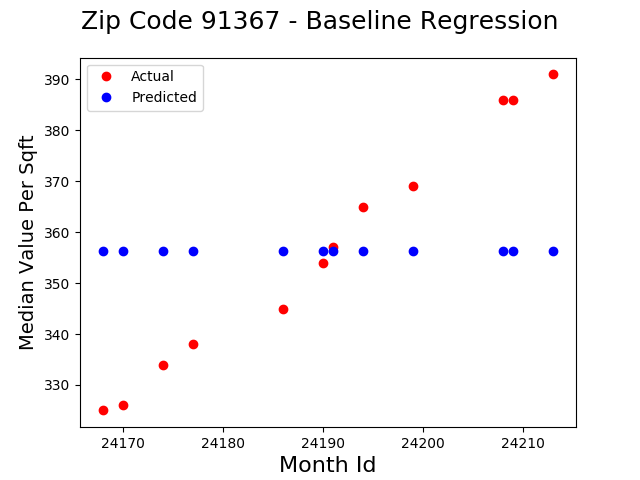 Zip Code 91367 - Baseline Regression
Actual
Predicted
Median Value Per Sqft
390
380
370
360
350
340
330
24170
24180
24190
24200
24210
Month Id